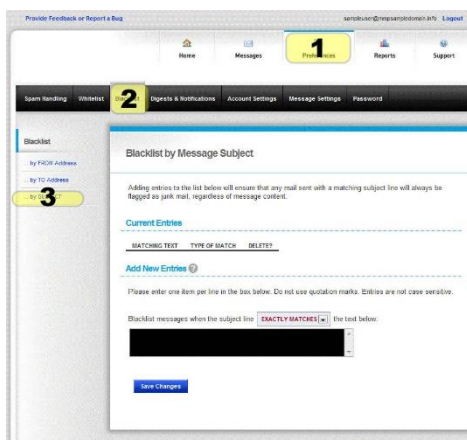 Provide Feedback or Report a Bug
sampleuser@nmpsampledomain.info Logout
Home Messages 1 Preferences Reports Support
Spam Handling Whitelist 2 Digests & Notifications Account Settings Message Settings Password
Blacklist
... by FROM Address
... by TO Address
3
Blacklist by Message Subject
Adding entries to the list below will ensure that any mail sent with a matching subject line will always be
flagged as junk mail, regardless of message content.
Current Entries
MATCHING TEXT TYPE OF MATCH DELETE?
Add New Entries ?
Please enter one item per line in the box below. Do not use quotation marks. Entries are not case sensitive.
Blacklist messages when the subject line EXACTLY MATCHES the text below:
Save Changes